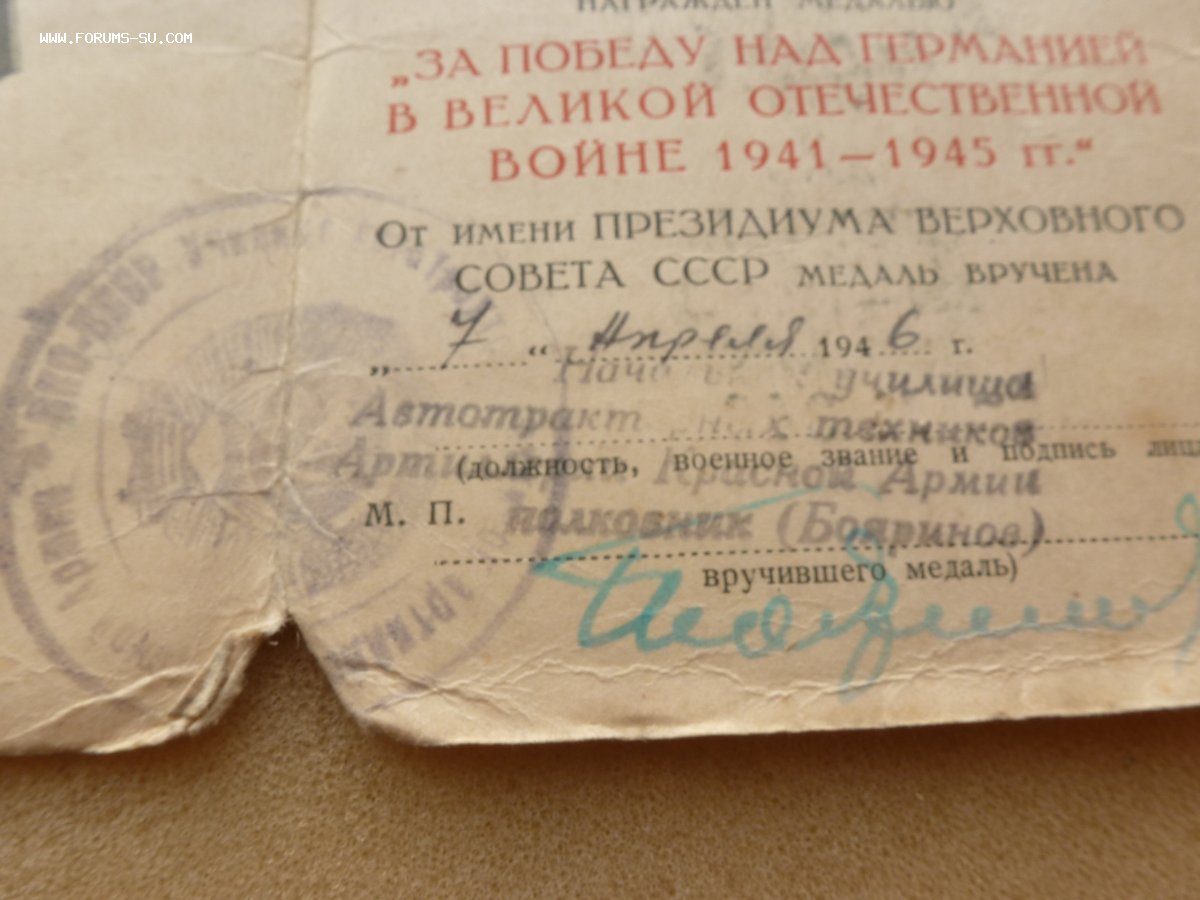 WWW.FORUMS-SU.COM
НАГРАЖДЕН МЕДАЛЬЮ
„ЗА ПОБЕДУ НАД ГЕРМАНИЕЙ
В ВЕЛИКОЙ ОТЕЧЕСТВЕННОЙ
ВОЙНЕ 1941—1945 гг.“
ОТ ИМЕНИ ПРЕЗИДИУМА ВЕРХОВНОГО
СОВЕТА СССР МЕДАЛЬ ВРУЧЕНА
„7“ Апреля 1946 г.
училища
техников
(должность, военное звание и подпись лица
Красной Армии
М. П. полковник (Бояринов)
вручившего медаль)